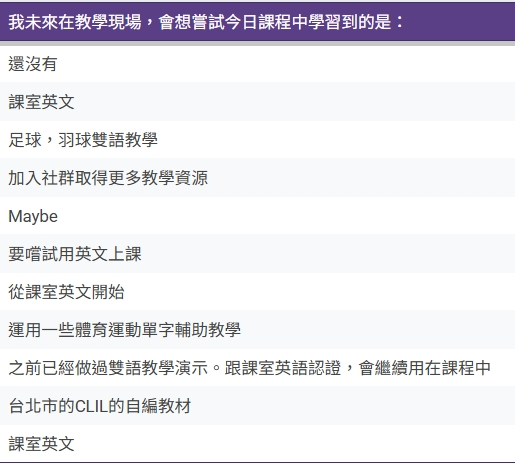 我未來在教學現場，會想嘗試今日課程中學習到的是：
還沒有
課室英文
足球，羽球雙語教學
加入社群取得更多教學資源
Maybe
要嚐試用英文上課
從課室英文開始
運用一些體育運動單字輔助教學
之前已經做過雙語教學演示。跟課室英語認證，會繼續用在課程中
台北市的CLIL的自編教材
課室英文